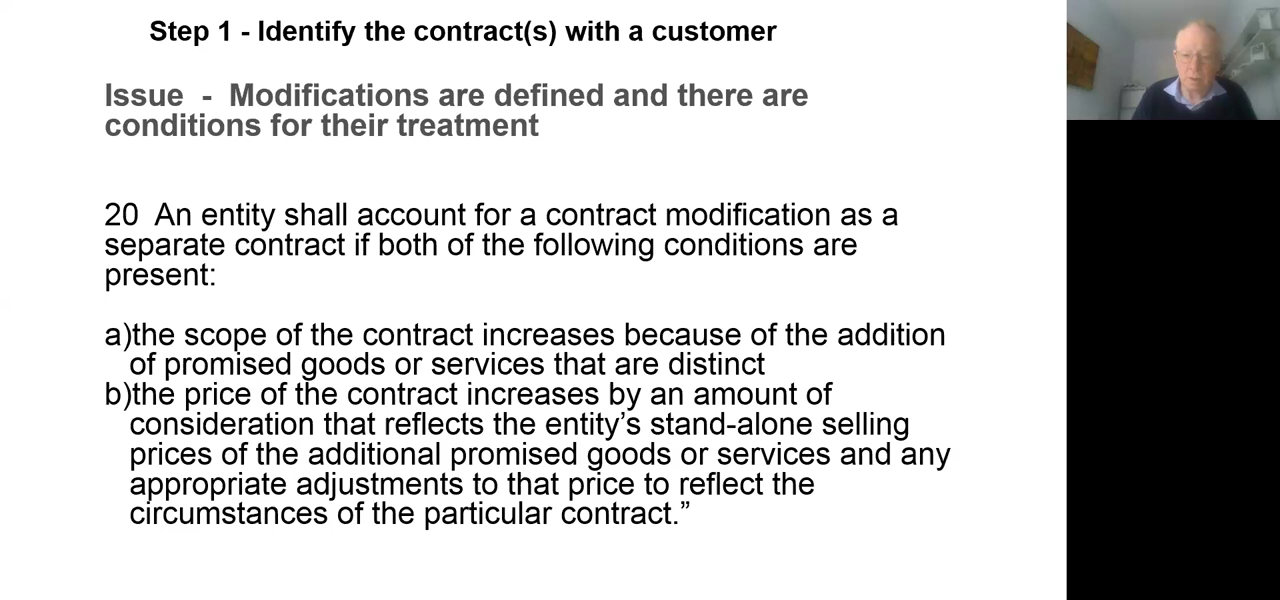 Step 1 - Identify the contract(s) with a customer
Issue  -  Modifications are defined and there are
conditions for their treatment
20  An entity shall account for a contract modification as a
separate contract if both of the following conditions are
present:
a)the scope of the contract increases because of the addition
of promised goods or services that are distinct
b)the price of the contract increases by an amount of
consideration that reflects the entity’s stand-alone selling
prices of the additional promised goods or services and any
appropriate adjustments to that price to reflect the
circumstances of the particular contract.”